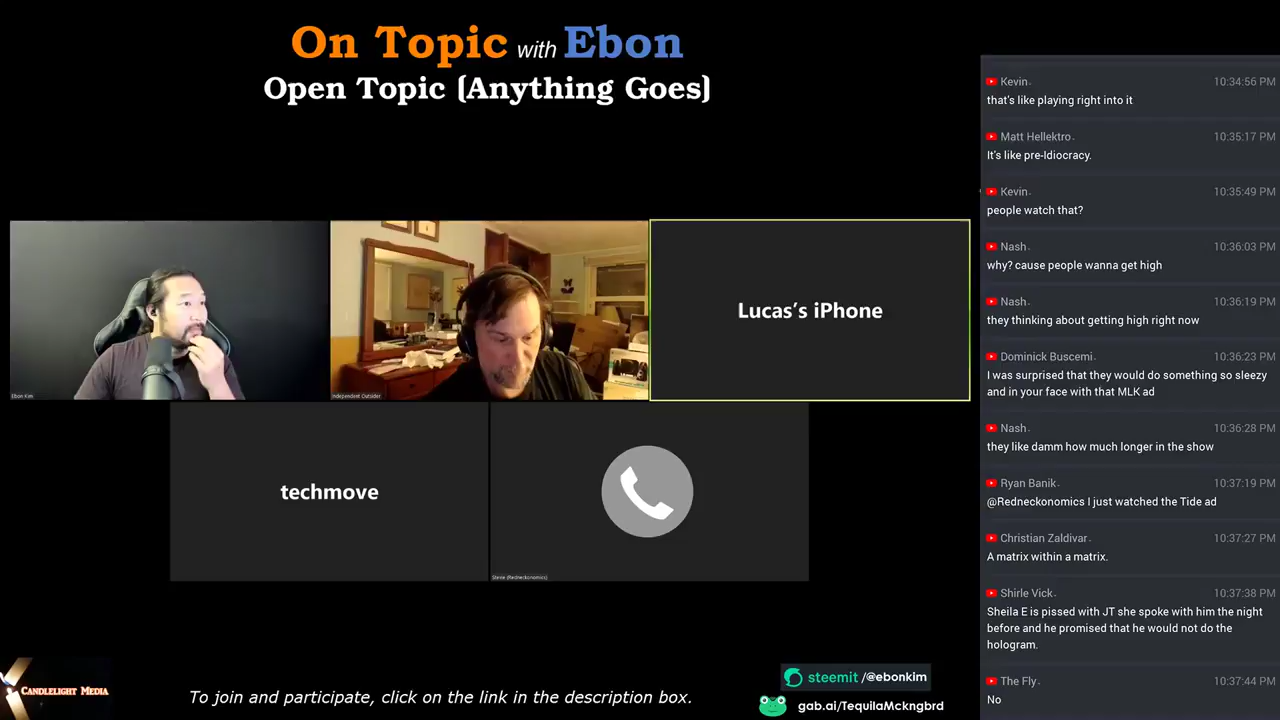 On Topic with Ebon
Open Topic (Anything Goes)
Ebon Kim
Independent Outsider
Lucas's iPhone
techmove
Steve (Redneckonomics)
CANDLELIGHT MEDIA
To join and participate, click on the link in the description box.
steemit /@ebonkim
gab.ai/TequilaMckngbrd
Kevin. 10:34:56 PM
that's like playing right into it
Matt Hellektro. 10:35:17 PM
It's like pre-Idiocracy.
Kevin. 10:35:49 PM
people watch that?
Nash. 10:36:03 PM
why? cause people wanna get high
Nash. 10:36:19 PM
they thinking about getting high right now
Dominick Buscemi. 10:36:23 PM
I was surprised that they would do something so sleezy
and in your face with that MLK ad
Nash. 10:36:28 PM
they like damm how much longer in the show
Ryan Banik. 10:37:19 PM
@Redneckonomics I just watched the Tide ad
Christian Zaldivar. 10:37:27 PM
A matrix within a matrix.
Shirle Vick. 10:37:38 PM
Sheila E is pissed with JT she spoke with him the night
before and he promised that he would not do the
hologram.
The Fly. 10:37:44 PM
No